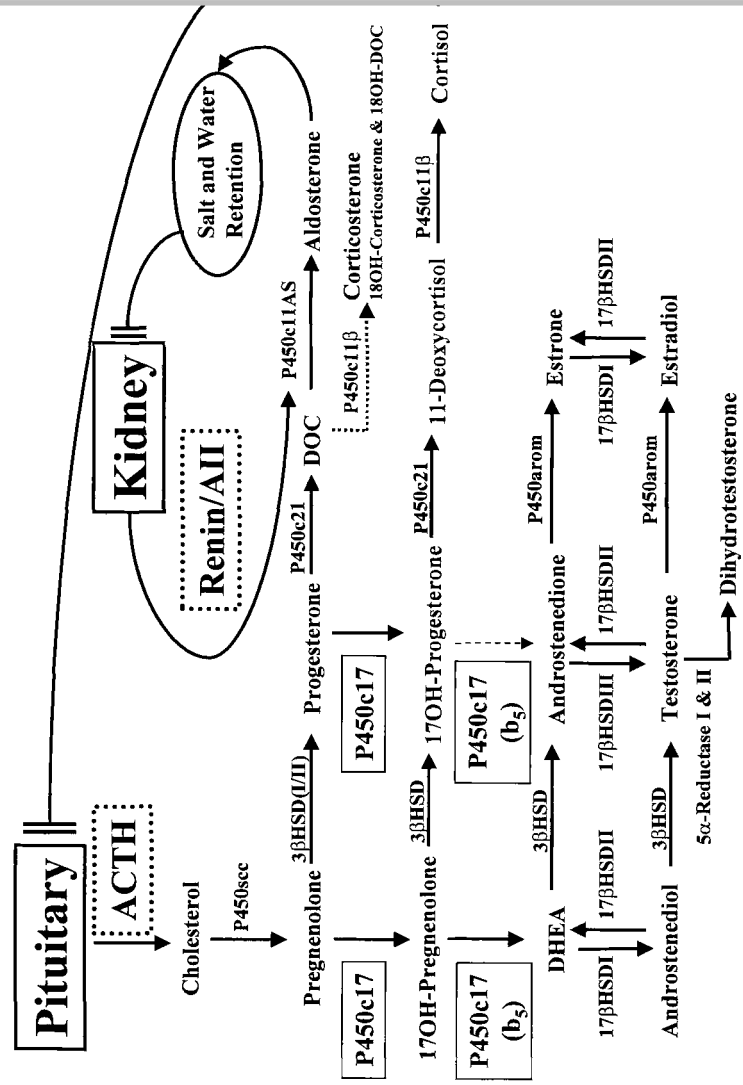 Pituitary
ACTH
Kidney
Renin/AII
Salt and Water
Retention
Cholesterol
P450scc
Pregnenolone
3βHSD(I/II)
Progesterone
P450c21
DOC
P450c11AS
Aldosterone
P450c11β
Corticosterone
18OH-Corticosterone & 18OH-DOC
P450c17
P450c17
17OH-Pregnenolone
3βHSD
17OH-Progesterone
P450c21
11-Deoxycortisol
P450c11β
Cortisol
P450c17
(b₅)
P450c17
(b₅)
DHEA
3βHSD
Androstenedione
P450arom
Estrone
17βHSDI
17βHSDII
17βHSDIII
17βHSDII
17βHSDI
17βHSDII
Androstenediol
3βHSD
Testosterone
P450arom
Estradiol
5α-Reductase I & II
Dihydrotestosterone